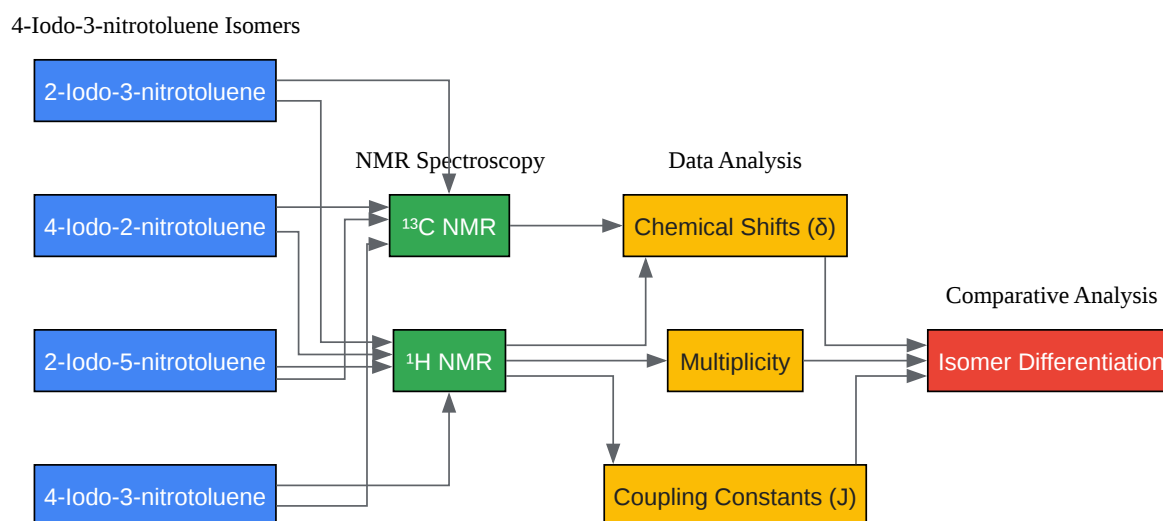 4-Iodo-3-nitrotoluene Isomers
2-Iodo-3-nitrotoluene
NMR Spectroscopy
Data Analysis
4-Iodo-2-nitrotoluene
¹³C NMR
Chemical Shifts (δ)
Comparative Analysis
2-Iodo-5-nitrotoluene
¹H NMR
Multiplicity
Isomer Differentiation
4-Iodo-3-nitrotoluene
Coupling Constants (J)